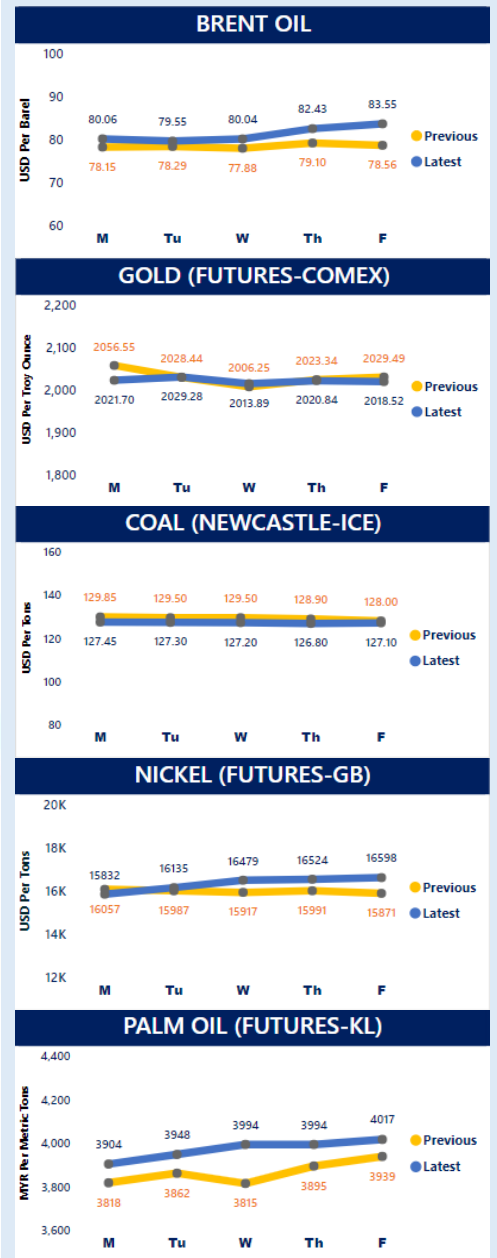 BRENT OIL
100
90
80
70
60
USD Per Barel
80.06 79.55 80.04 82.43 83.55
78.15 78.29 77.88 79.10 78.56
Previous
Latest
M Tu W Th F
GOLD (FUTURES-COMEX)
2,200
2,100
2,000
1,900
1,800
USD Per Troy Ounce
2056.55 2028.44 2006.25 2023.34 2029.49
2021.70 2029.28 2013.89 2020.84 2018.52
Previous
Latest
M Tu W Th F
COAL (NEWCASTLE-ICE)
160
140
120
100
80
USD Per Tons
129.85 129.50 129.50 128.90 128.00
127.45 127.30 127.20 126.80 127.10
Previous
Latest
M Tu W Th F
NICKEL (FUTURES-GB)
20K
18K
16K
14K
12K
USD Per Tons
15832 16135 16479 16524 16598
16057 15987 15917 15991 15871
Previous
Latest
M Tu W Th F
PALM OIL (FUTURES-KL)
4,400
4,200
4,000
3,800
3,600
MYR Per Metric Tons
3904 3948 3994 3994 4017
3818 3862 3815 3895 3939
Previous
Latest
M Tu W Th F